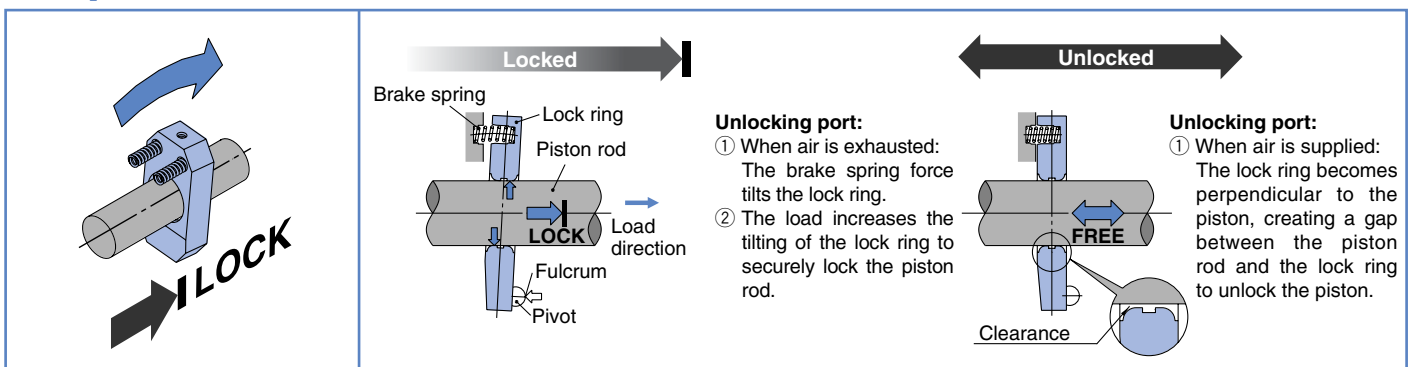 LOCK
Locked
Brake spring
Lock ring
Piston rod
LOCK
Load
direction
Fulcrum
Pivot
Unlocking port:
① When air is exhausted:
The brake spring force
tilts the lock ring.
② The load increases the
tilting of the lock ring to
securely lock the piston
rod.
Unlocked
FREE
Clearance
Unlocking port:
① When air is supplied:
The lock ring becomes
perpendicular to the
piston, creating a gap
between the piston
rod and the lock ring
to unlock the piston.